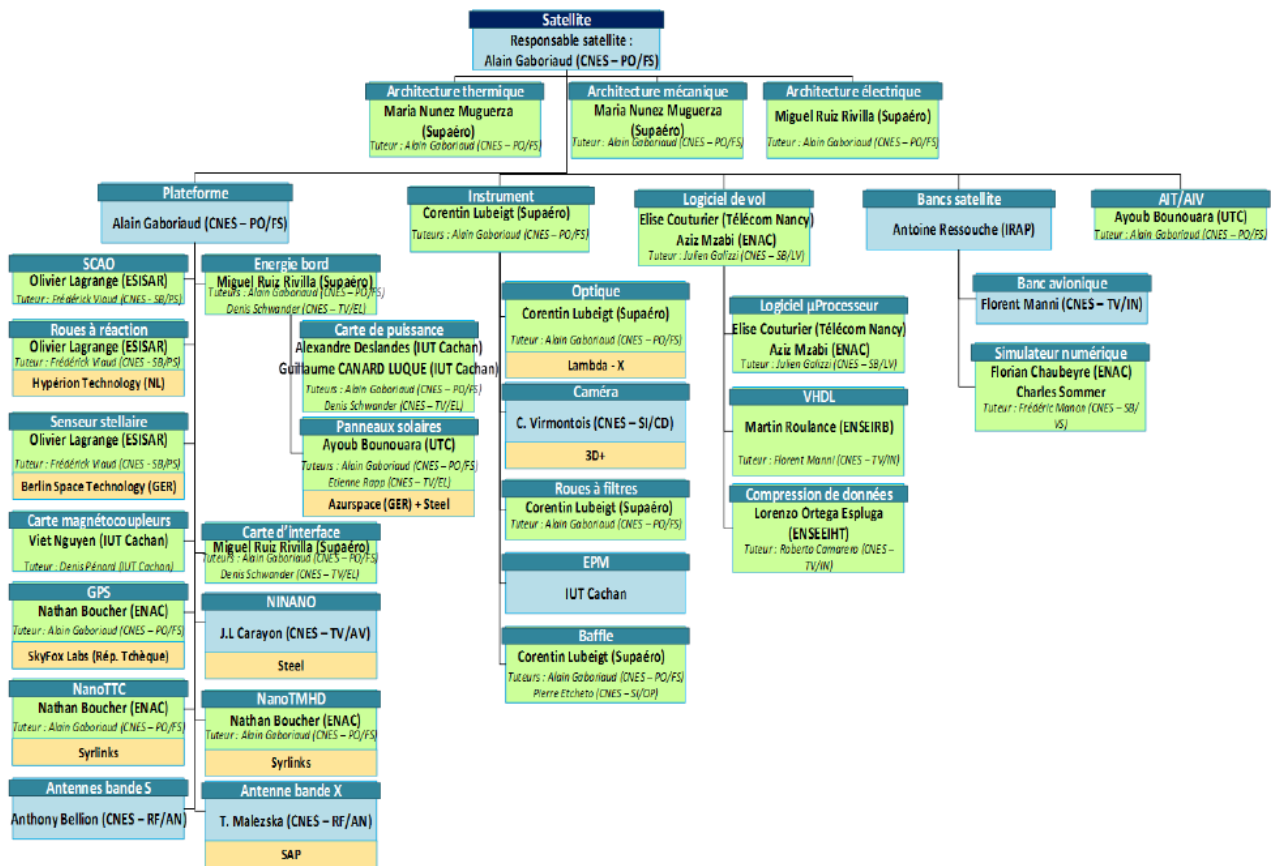 Satellite
Responsable satellite :
Alain Gaboriaud (CNES – PO/FS)
Architecture thermique
Maria Nunez Muguerza
(Supaéro)
Tuteur : Alain Gaboriaud (CNES – PO/FS)
Architecture mécanique
Maria Nunez Muguerza
(Supaéro)
Tuteur : Alain Gaboriaud (CNES – PO/FS)
Architecture électrique
Miguel Ruiz Rivilla (Supaéro)
Tuteur : Alain Gaboriaud (CNES – PO/FS)
Plateforme
Alain Gaboriaud (CNES – PO/FS)
SCAO
Olivier Lagrange (ESISAR)
Tuteur : Frédérick Viaud (CNES - SB/PS)
Roues à réaction
Olivier Lagrange (ESISAR)
Tuteur : Frédérick Viaud (CNES - SB/PS)
Hypérion Technology (NL)
Senseur stellaire
Olivier Lagrange (ESISAR)
Tuteur : Frédérick Viaud (CNES - SB/PS)
Berlin Space Technology (GER)
Carte magnétocoupleurs
Viet Nguyen (IUT Cachan)
Tuteur : Denis Pénard (IUT Cachan)
GPS
Nathan Boucher (ENAC)
Tuteur : Alain Gaboriaud (CNES – PO/FS)
SkyFox Labs (Rép. Tchèque)
NanoTTC
Nathan Boucher (ENAC)
Tuteur : Alain Gaboriaud (CNES – PO/FS)
Syrlinks
Antennes bande S
Anthony Bellion (CNES – RF/AN)
Energie bord
Miguel Ruiz Rivilla (Supaéro)
Tuteurs : Alain Gaboriaud (CNES – PO/FS)
Denis Schwander (CNES – TV/EL)
Carte de puissance
Alexandre Deslandes (IUT Cachan)
Guillaume CANARD LUQUE (IUT Cachan)
Tuteurs : Alain Gaboriaud (CNES – PO/FS)
Denis Schwander (CNES – TV/EL)
Panneaux solaires
Ayoub Bounouara (UTC)
Tuteurs : Alain Gaboriaud (CNES – PO/FS)
Etienne Rapp (CNES – TV/EL)
Azurspace (GER) + Steel
Carte d'interface
Miguel Ruiz Rivilla (Supaéro)
Tuteurs : Alain Gaboriaud (CNES – PO/FS)
Denis Schwander (CNES – TV/EL)
NINANO
J.L Carayon (CNES – TV/AV)
Steel
NanoTMHD
Nathan Boucher (ENAC)
Tuteur : Alain Gaboriaud (CNES – PO/FS)
Syrlinks
Antenne bande X
T. Malezska (CNES – RF/AN)
SAP
Instrument
Corentin Lubeigt (Supaéro)
Tuteurs : Alain Gaboriaud (CNES – PO/FS)
Optique
Corentin Lubeigt (Supaéro)
Tuteur : Alain Gaboriaud (CNES – PO/FS)
Lambda - X
Caméra
C. Virmontois (CNES – SI/CD)
3D+
Roues à filtres
Corentin Lubeigt (Supaéro)
Tuteur : Alain Gaboriaud (CNES – PO/FS)
EPM
IUT Cachan
Baffle
Corentin Lubeigt (Supaéro)
Tuteurs : Alain Gaboriaud (CNES – PO/FS)
Pierre Etcheto (CNES – SI/OP)
Logiciel de vol
Elise Couturier (Télécom Nancy)
Aziz Mzabi (ENAC)
Tuteur : Julien Galizzi (CNES – SB/LV)
Logiciel µProcesseur
Elise Couturier (Télécom Nancy)
Aziz Mzabi (ENAC)
Tuteur : Julien Galizzi (CNES – SB/LV)
VHDL
Martin Roulance (ENSEIRB)
Tuteur : Florent Manni (CNES – TV/IN)
Compression de données
Lorenzo Ortega Espluga
(ENSEEIHT)
Tuteur : Roberto Camarero (CNES –
TV/IN)
Bancs satellite
Antoine Ressouche (IRAP)
Banc avionique
Florent Manni (CNES – TV/IN)
Simulateur numérique
Florian Chaubeyre (ENAC)
Charles Sommer
Tuteur : Frédéric Manon (CNES – SB/
VS)
AIT/AIV
Ayoub Bounouara (UTC)
Tuteur : Alain Gaboriaud (CNES – PO/FS)